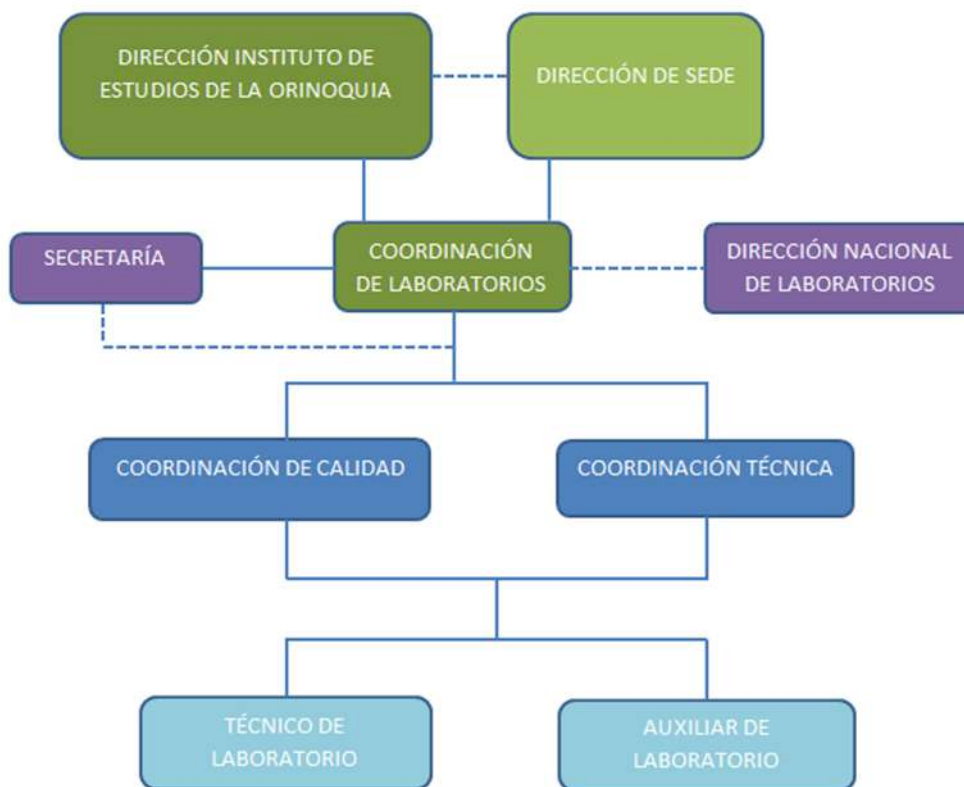 DIRECCIÓN INSTITUTO DE
ESTUDIOS DE LA ORINOQUIA
DIRECCIÓN DE SEDE
SECRETARÍA
COORDINACIÓN
DE LABORATORIOS
DIRECCIÓN NACIONAL
DE LABORATORIOS
COORDINACIÓN DE CALIDAD
COORDINACIÓN TÉCNICA
TÉCNICO DE
LABORATORIO
AUXILIAR DE
LABORATORIO